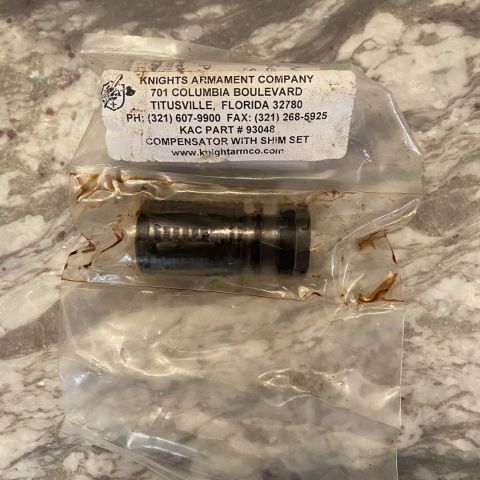 KNIGHTS ARMAMENT COMPANY
701 COLUMBIA BOULEVARD
TITUSVILLE, FLORIDA 32780
PH: (321) 607-9900 FAX: (321) 268-5925
KAC PART # 93048
COMPENSATOR WITH SHIM SET
www.knightarmco.com